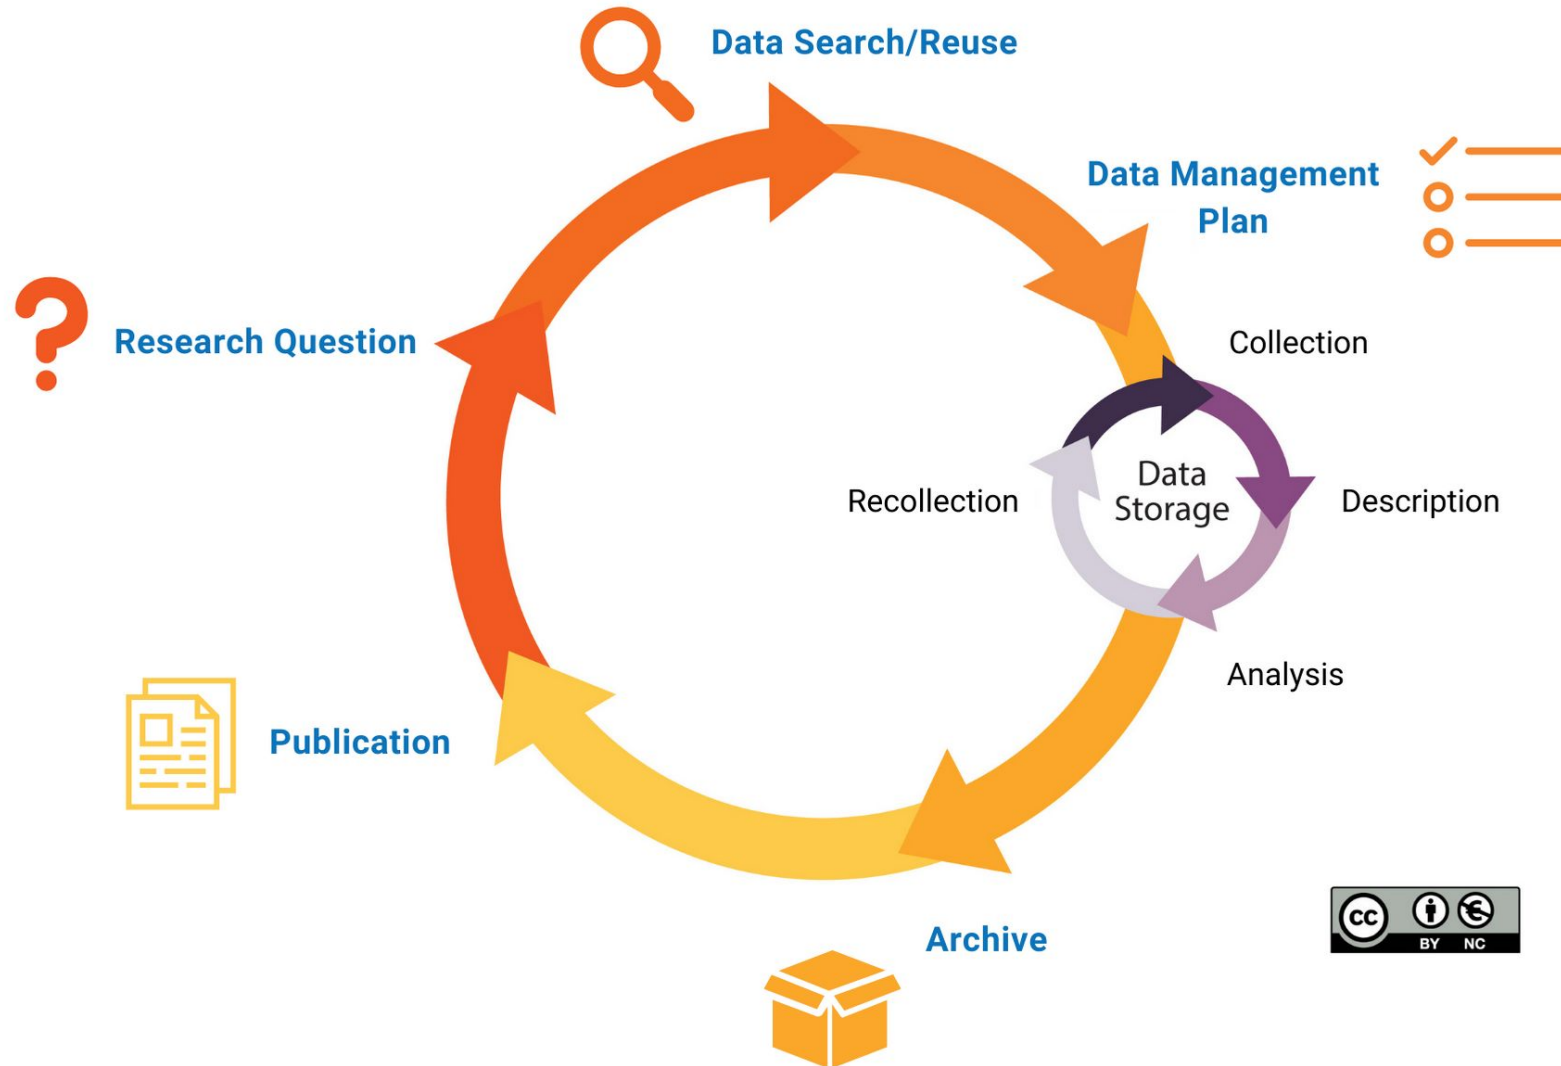 Data Search/Reuse
Data Management
Plan
Research Question
Collection
Data
Storage
Recollection
Description
Analysis
Publication
Archive
cc
BY NC